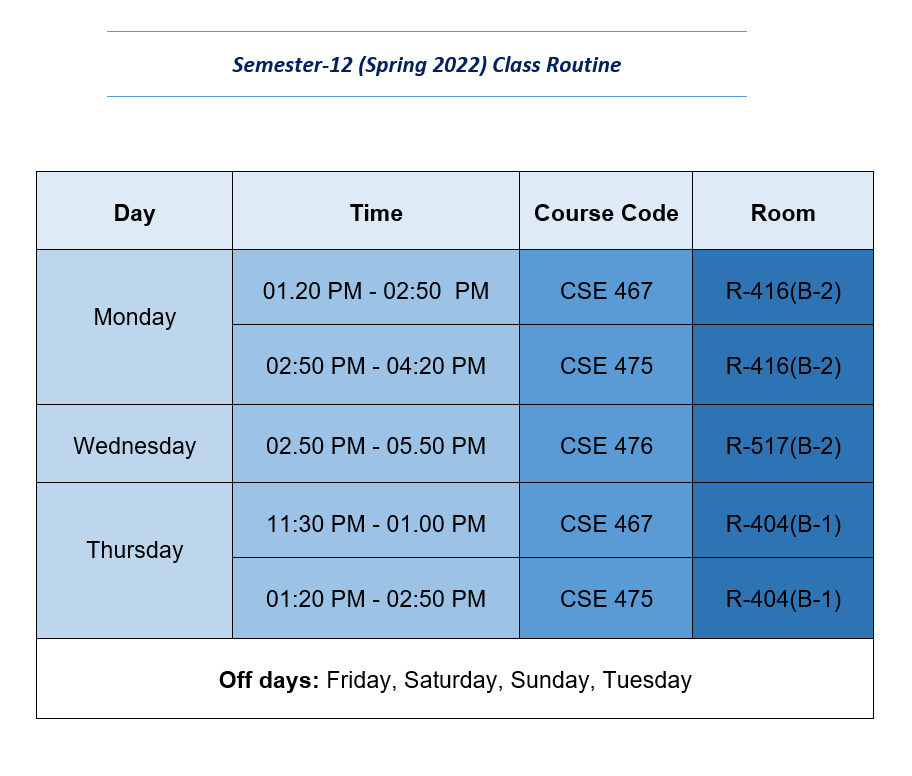 Semester-12 (Spring 2022) Class Routine
Day Time Course Code Room
Monday 01.20 PM - 02:50 PM CSE 467 R-416(B-2)
02:50 PM - 04:20 PM CSE 475 R-416(B-2)
Wednesday 02.50 PM - 05.50 PM CSE 476 R-517(B-2)
Thursday 11:30 PM - 01.00 PM CSE 467 R-404(B-1)
01:20 PM - 02:50 PM CSE 475 R-404(B-1)
Off days: Friday, Saturday, Sunday, Tuesday